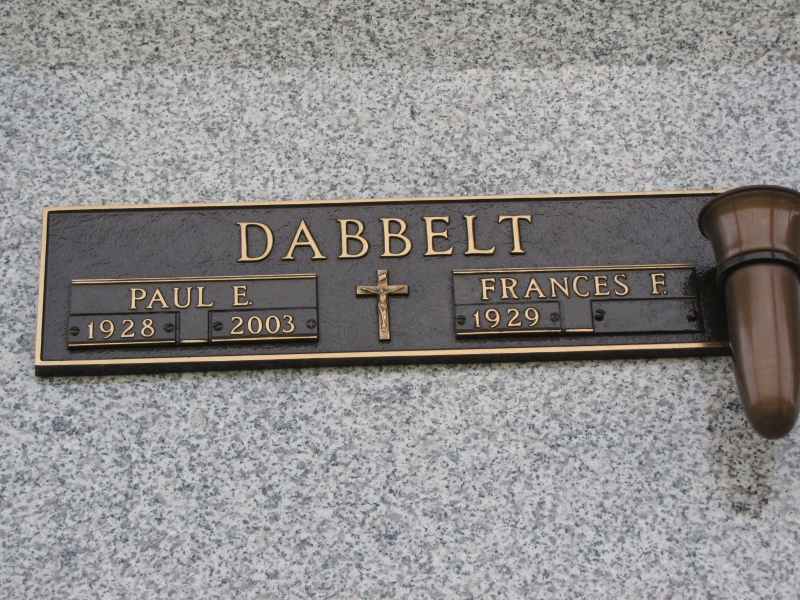 DABBELT
PAUL E.
1928 2003
FRANCES F.
1929